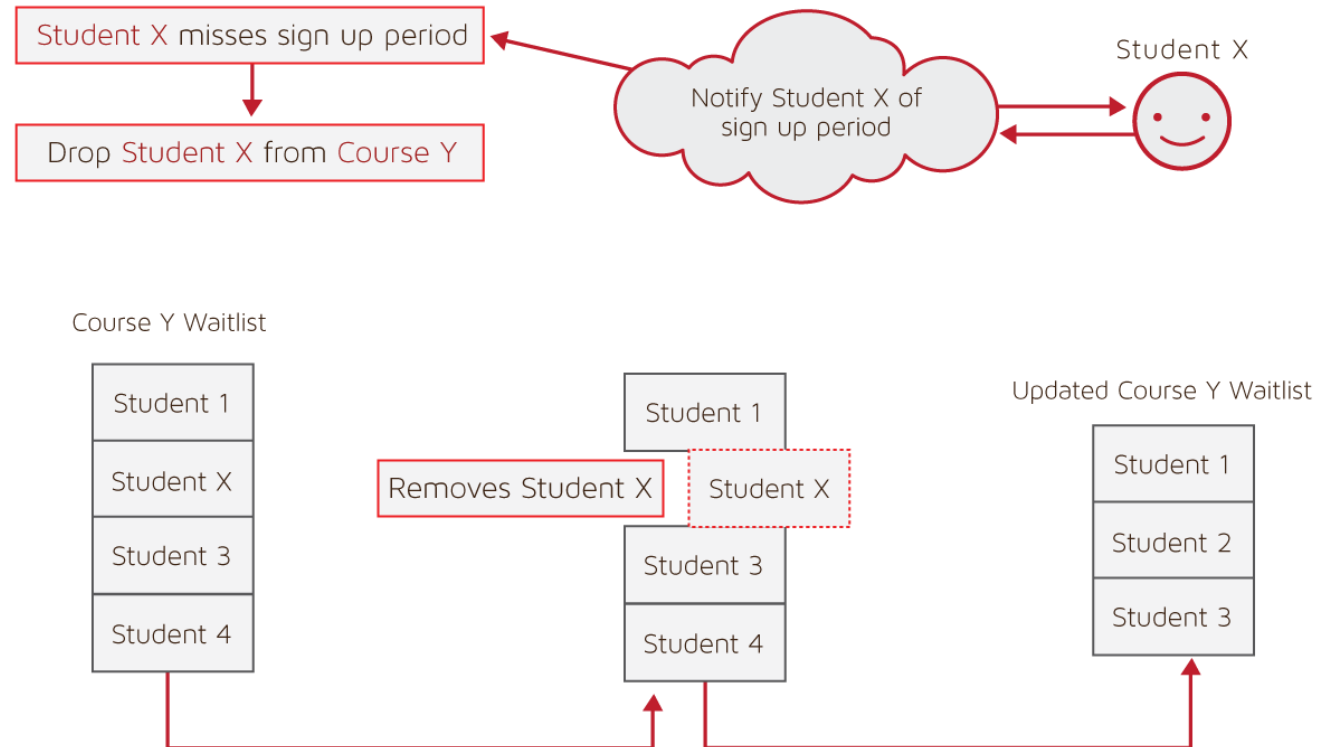 Student X misses sign up period
Drop Student X from Course Y
Notify Student X of
sign up period
Student X
Course Y Waitlist
Student 1
Student X
Student 3
Student 4
Student 1
Removes Student X
Student X
Student 3
Student 4
Updated Course Y Waitlist
Student 1
Student 2
Student 3